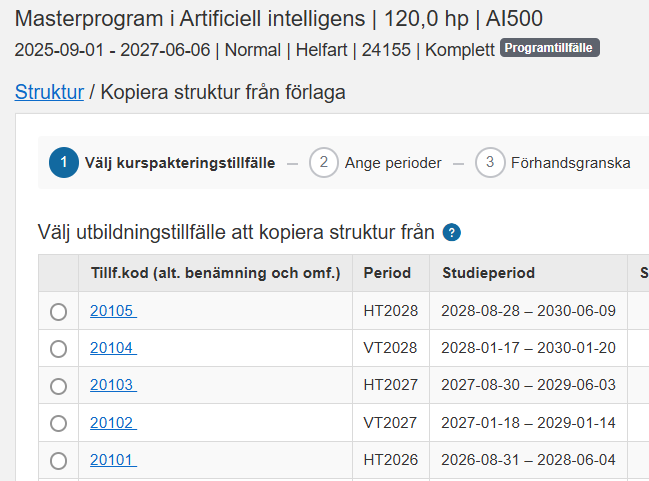 Masterprogram i Artificiell intelligens | 120,0 hp | AI500
2025-09-01 - 2027-06-06 | Normal | Helfart | 24155 | Komplett Programtillfälle
Struktur / Kopiera struktur från förlaga
1 Välj kurspakteringstillfälle — 2 Ange perioder — 3 Förhandsgranska
Välj utbildningstillfälle att kopiera struktur från ?
Tillf.kod (alt. benämning och omf.) Period Studieperiod S
20105 HT2028 2028-08-28 – 2030-06-09
20104 VT2028 2028-01-17 – 2030-01-20
20103 HT2027 2027-08-30 – 2029-06-03
20102 VT2027 2027-01-18 – 2029-01-14
20101 HT2026 2026-08-31 – 2028-06-04